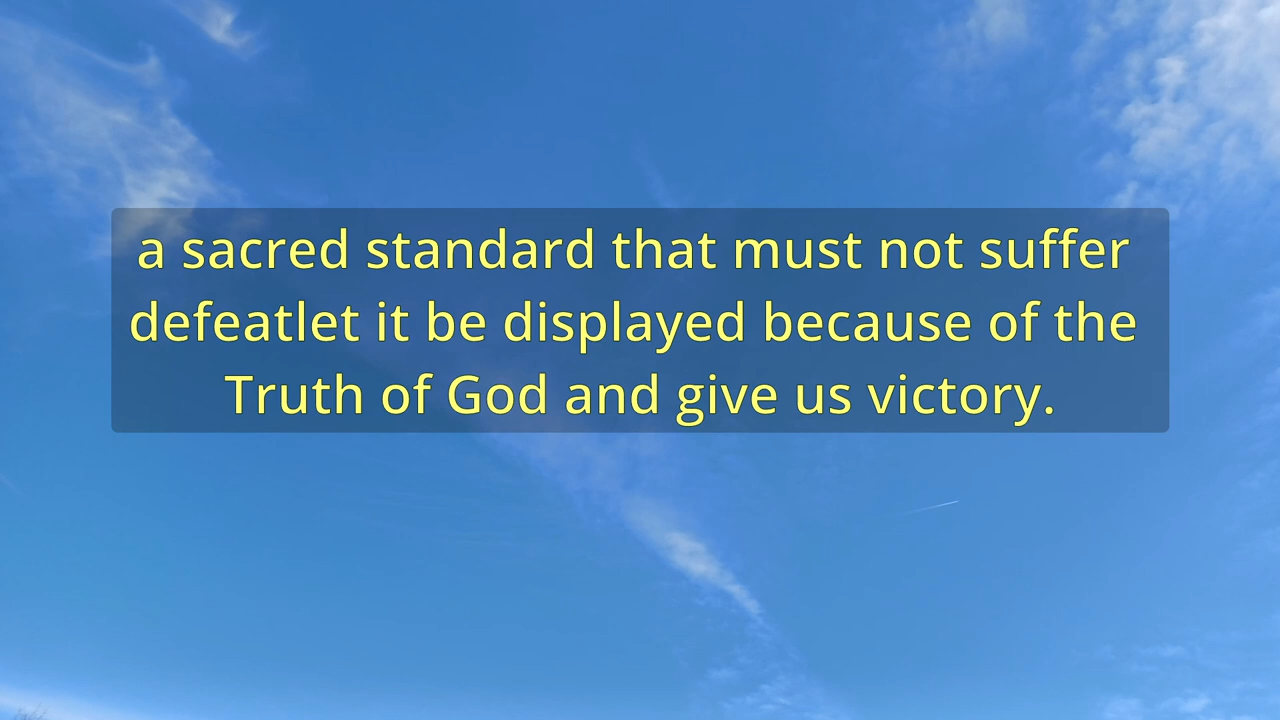 a sacred standard that must not suffer
defeatlet it be displayed because of the
Truth of God and give us victory.